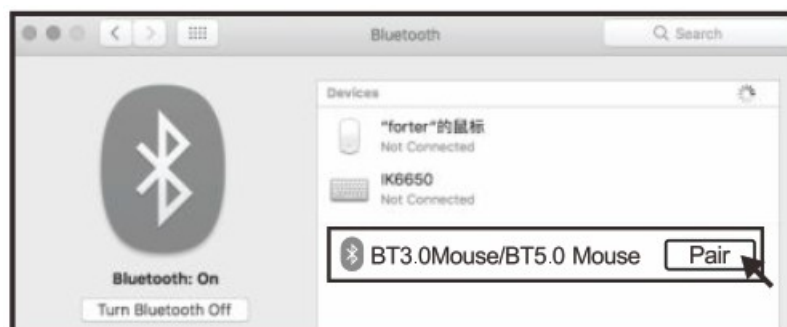 Bluetooth
Search
Devices
"forter"的鼠标
Not Connected
IK6650
Not Connected
BT3.0Mouse/BT5.0 Mouse
Pair
Bluetooth: On
Turn Bluetooth Off